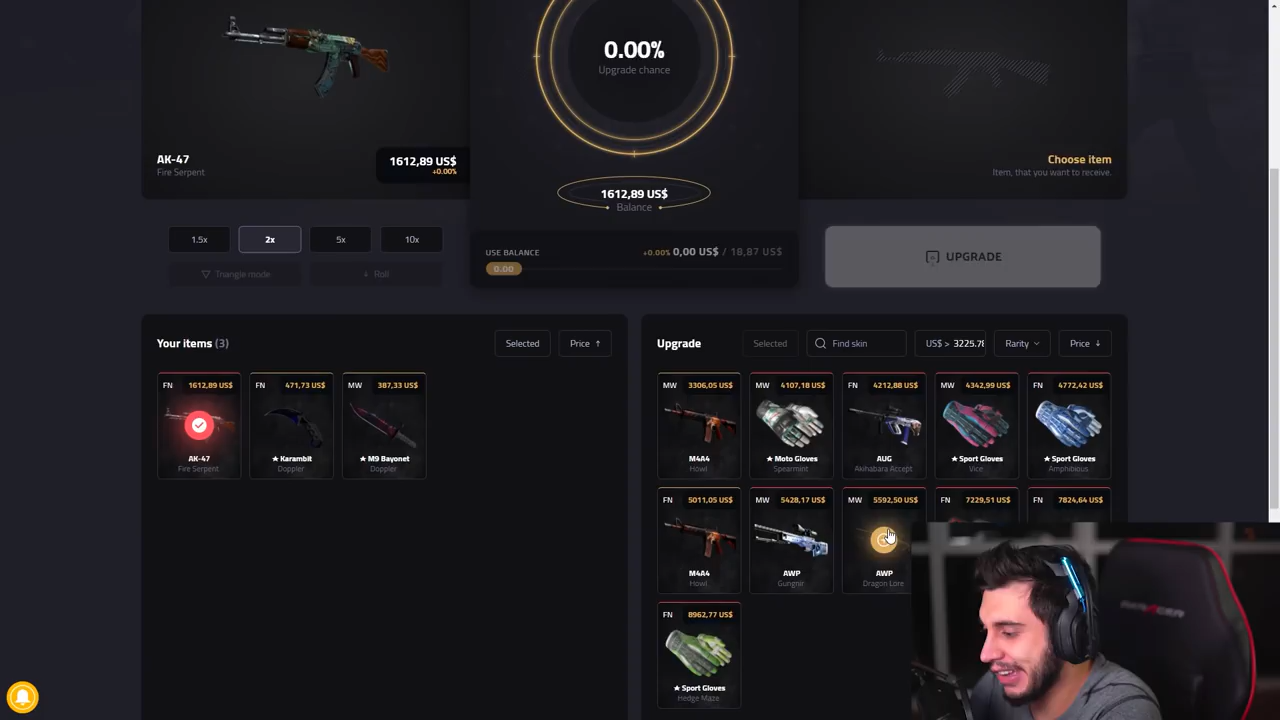 0.00%
Upgrade chance
AK-47
Fire Serpent
1612,89 US$
+0.00%
1612,89 US$
Balance
Choose item
Item, that you want to receive.
1.5x
2x
5x
10x
Triangle mode
Roll
USE BALANCE
+0.00% 0,00 US$ / 18,87 US$
0.00
UPGRADE
Your items (3)
Selected
Price
Upgrade
Selected
Find skin
US$ > 3225.78
Rarity
Price
FN 1612,89 US$
AK-47
Fire Serpent
FN 471,73 US$
★ Karambit
Doppler
MW 387,33 US$
★ M9 Bayonet
Doppler
MW 3306,05 US$
M4A4
Howl
MW 4107,18 US$
★ Moto Gloves
Spearmint
FN 4212,88 US$
AUG
Akihabara Accept
MW 4342,99 US$
★ Sport Gloves
Vice
FN 4772,42 US$
★ Sport Gloves
Amphibious
FN 5011,05 US$
M4A4
Howl
MW 5428,17 US$
AWP
Gungnir
MW 5592,50 US$
AWP
Dragon Lore
FN 7229,51 US$
FN 7824,64 US$
FN 8962,77 US$
★ Sport Gloves
Hedge Maze